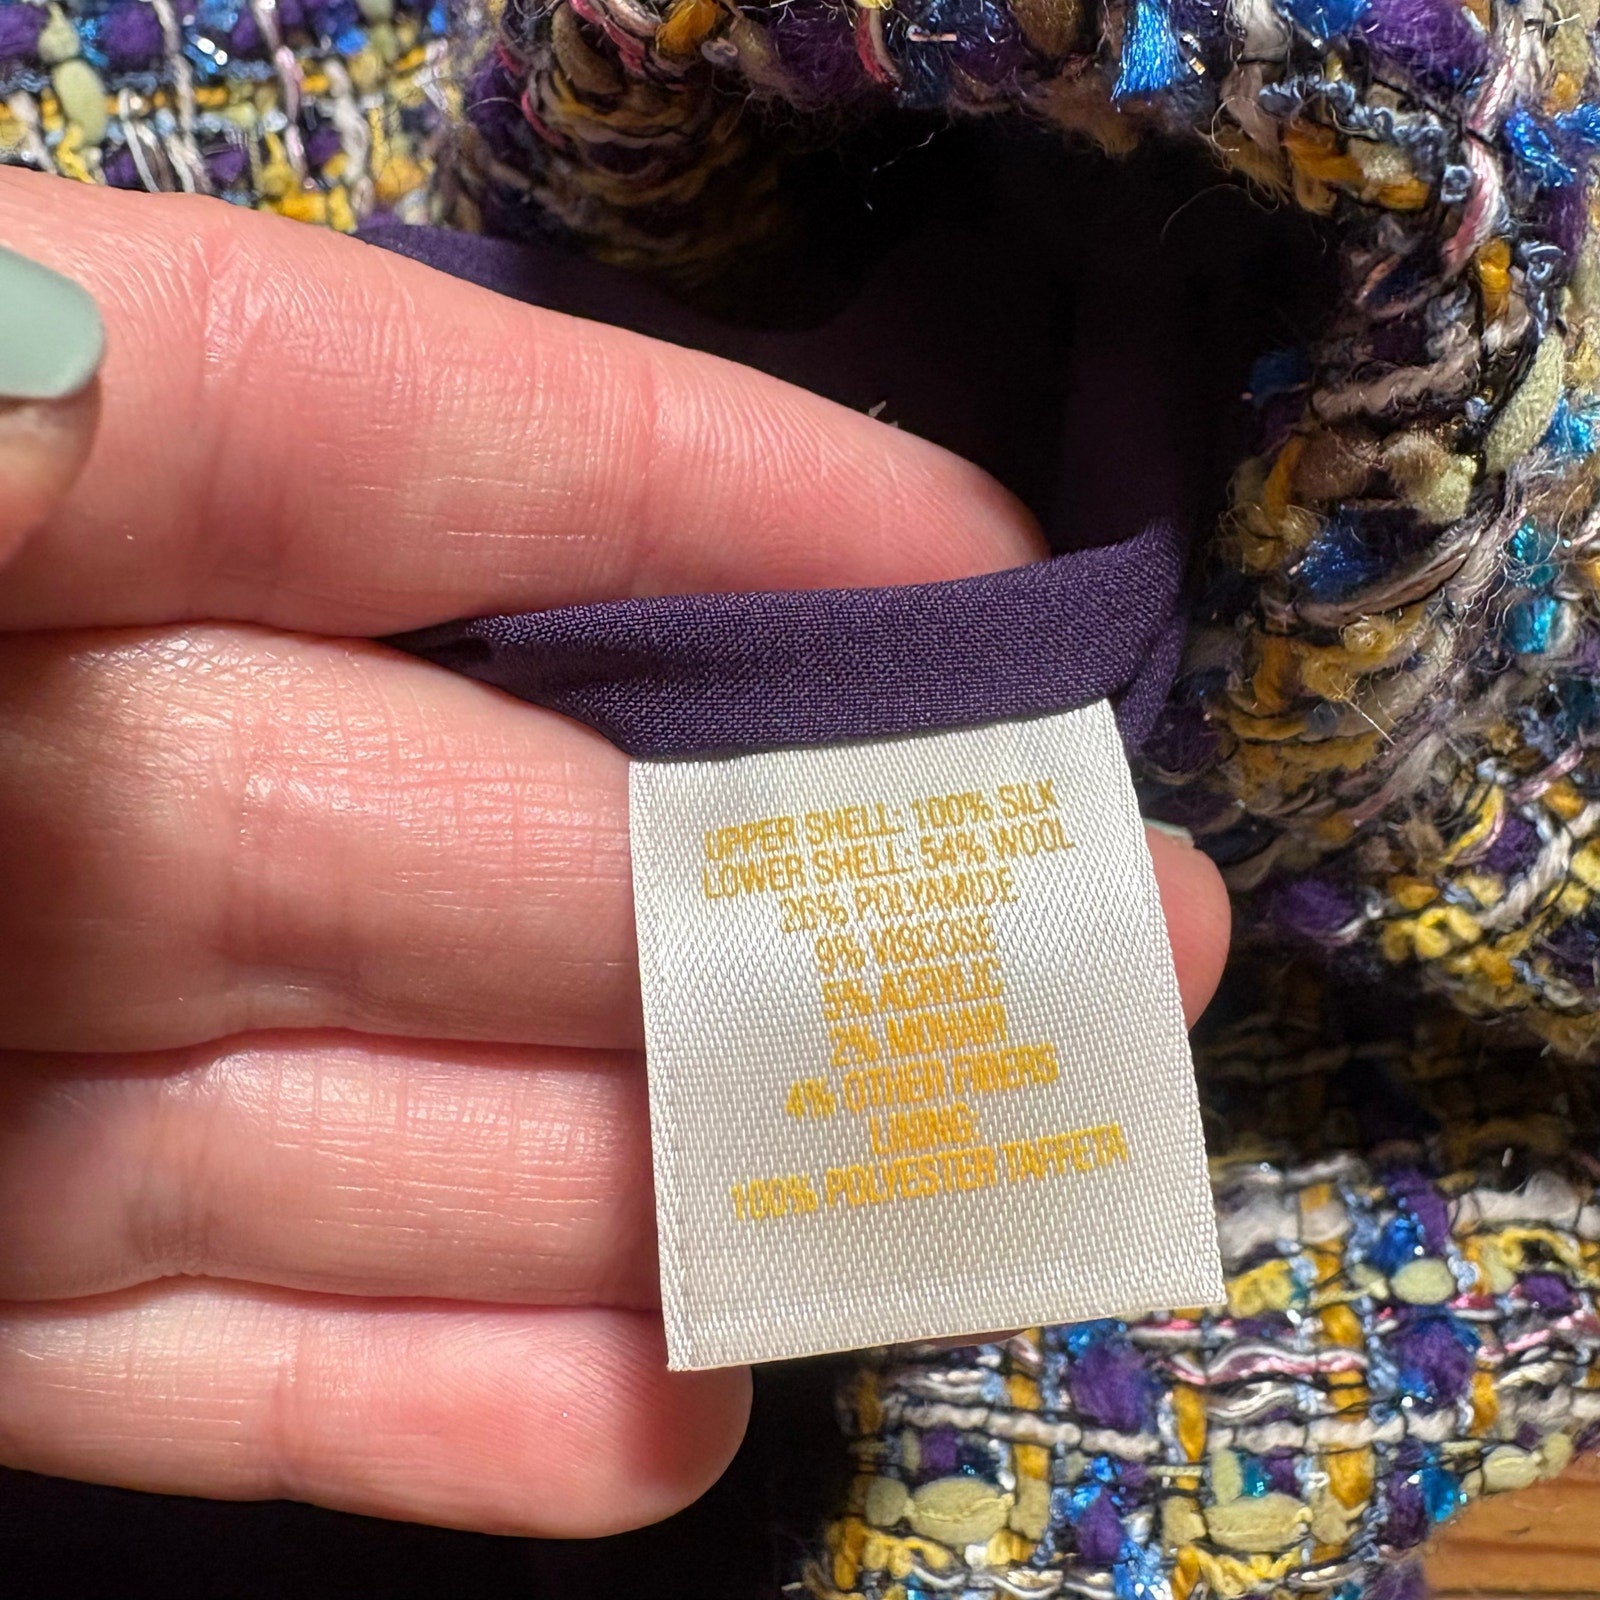 UPPER SHELL: 100% SILK
LOWER SHELL: 54% WOOL
26% POLYAMIDE
9% VISCOSE
5% ACRYLIC
2% MOHAIR
4% OTHER FIBERS
LINING:
100% POLYESTER TAFFETA